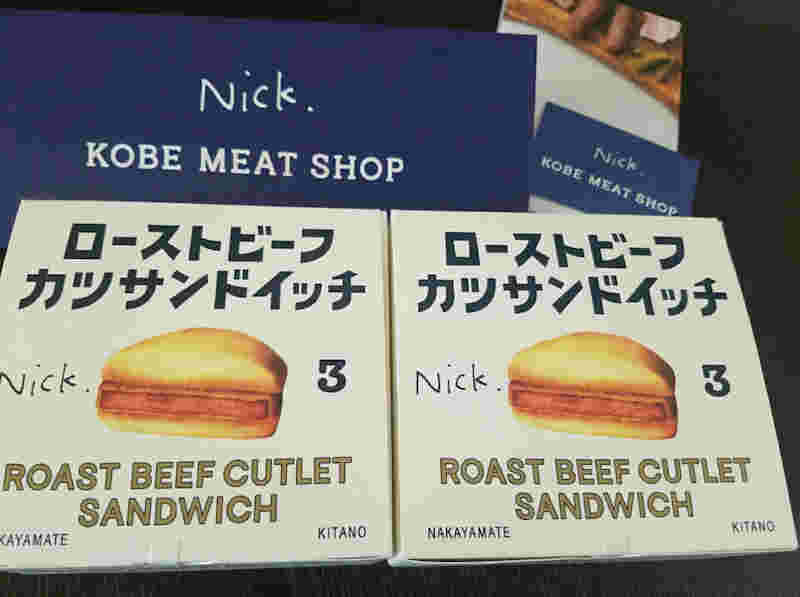 Nick.
KOBE MEAT SHOP
Nick.
KOBE MEAT SHOP
ローストビーフ
カツサンドイッチ
Nick.
3
ROAST BEEF CUTLET
SANDWICH
KAYAMATE
KITANO
ローストビーフ
カツサンドイッチ
Nick.
3
ROAST BEEF CUTLET
SANDWICH
NAKAYAMATE
KITANO